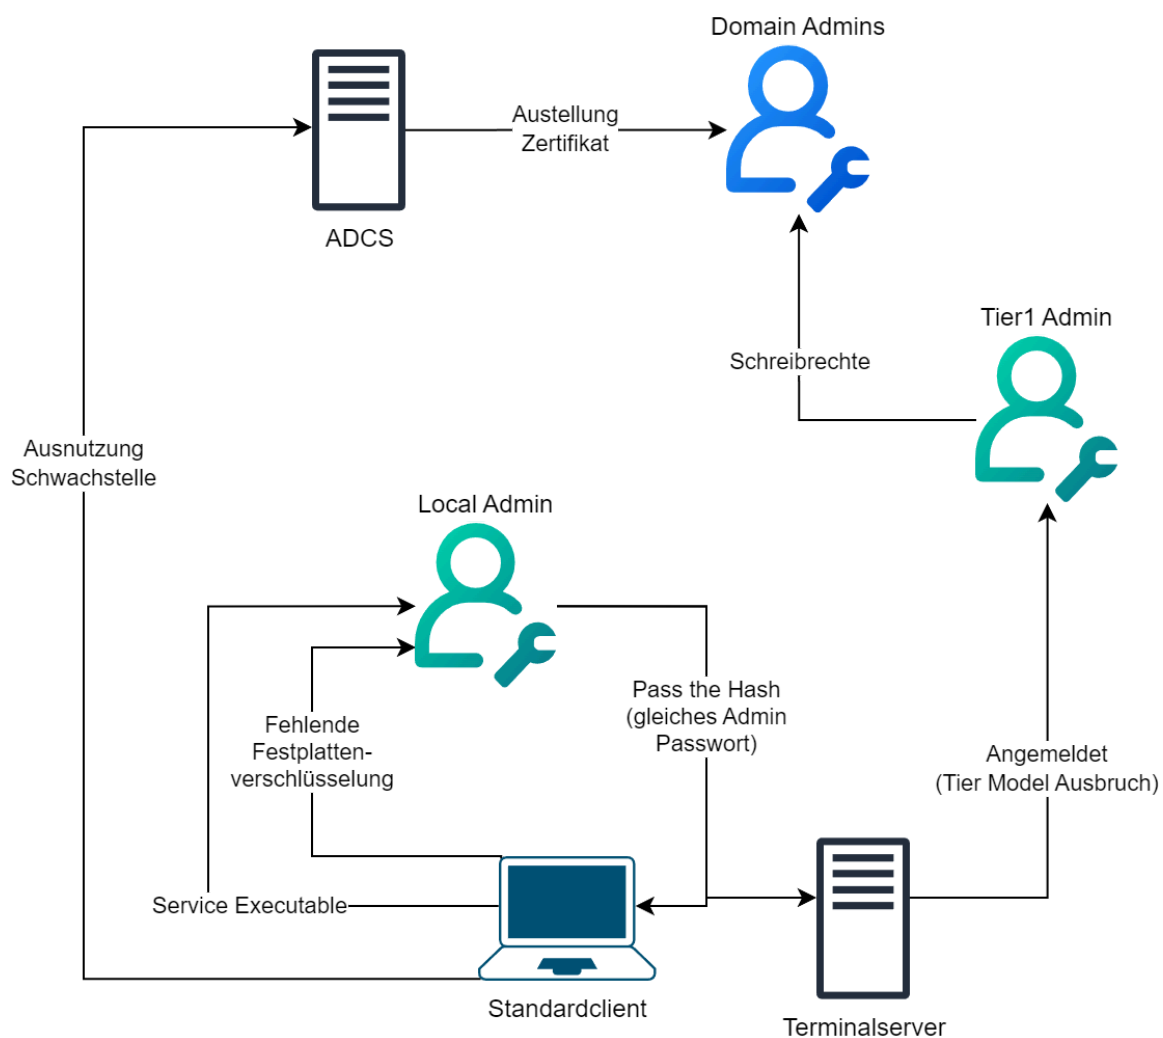 Domain Admins
Austellung
Zertifikat
ADCS
Tier1 Admin
Schreibrechte
Ausnutzung
Schwachstelle
Local Admin
Pass the Hash
(gleiches Admin
Passwort)
Fehlende
Festplatten-
verschlüsselung
Angemeldet
(Tier Model Ausbruch)
Service Executable
Standardclient
Terminalserver